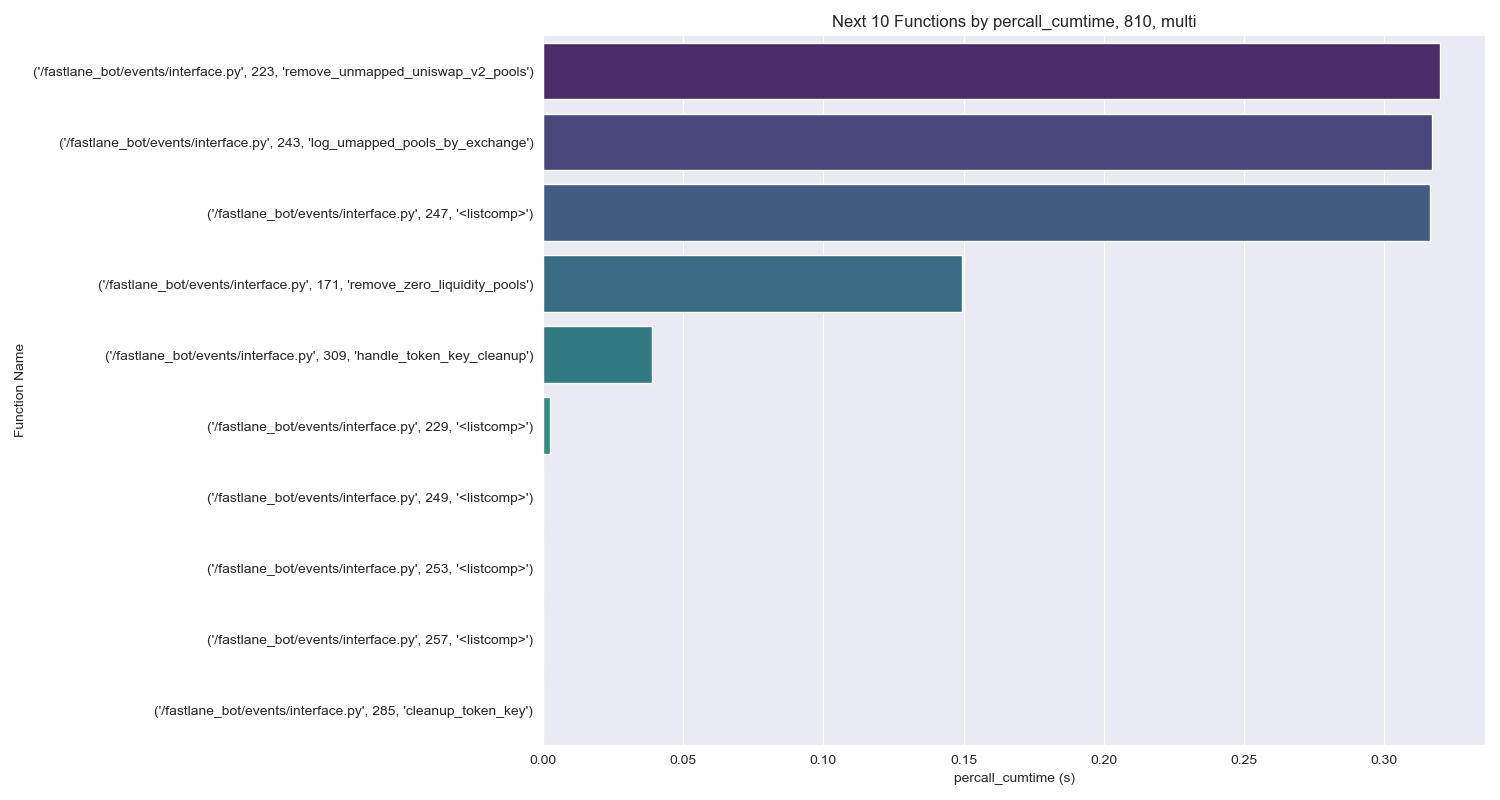 Next 10 Functions by percall_cumtime, 810, multi
('/fastlane_bot/events/interface.py', 223, 'remove_unmapped_uniswap_v2_pools')
('/fastlane_bot/events/interface.py', 243, 'log_umapped_pools_by_exchange')
('/fastlane_bot/events/interface.py', 247, '<listcomp>')
('/fastlane_bot/events/interface.py', 171, 'remove_zero_liquidity_pools')
('/fastlane_bot/events/interface.py', 309, 'handle_token_key_cleanup')
('/fastlane_bot/events/interface.py', 229, '<listcomp>')
('/fastlane_bot/events/interface.py', 249, '<listcomp>')
('/fastlane_bot/events/interface.py', 253, '<listcomp>')
('/fastlane_bot/events/interface.py', 257, '<listcomp>')
('/fastlane_bot/events/interface.py', 285, 'cleanup_token_key')
Function Name
0.00 0.05 0.10 0.15 0.20 0.25 0.30
percall_cumtime (s)